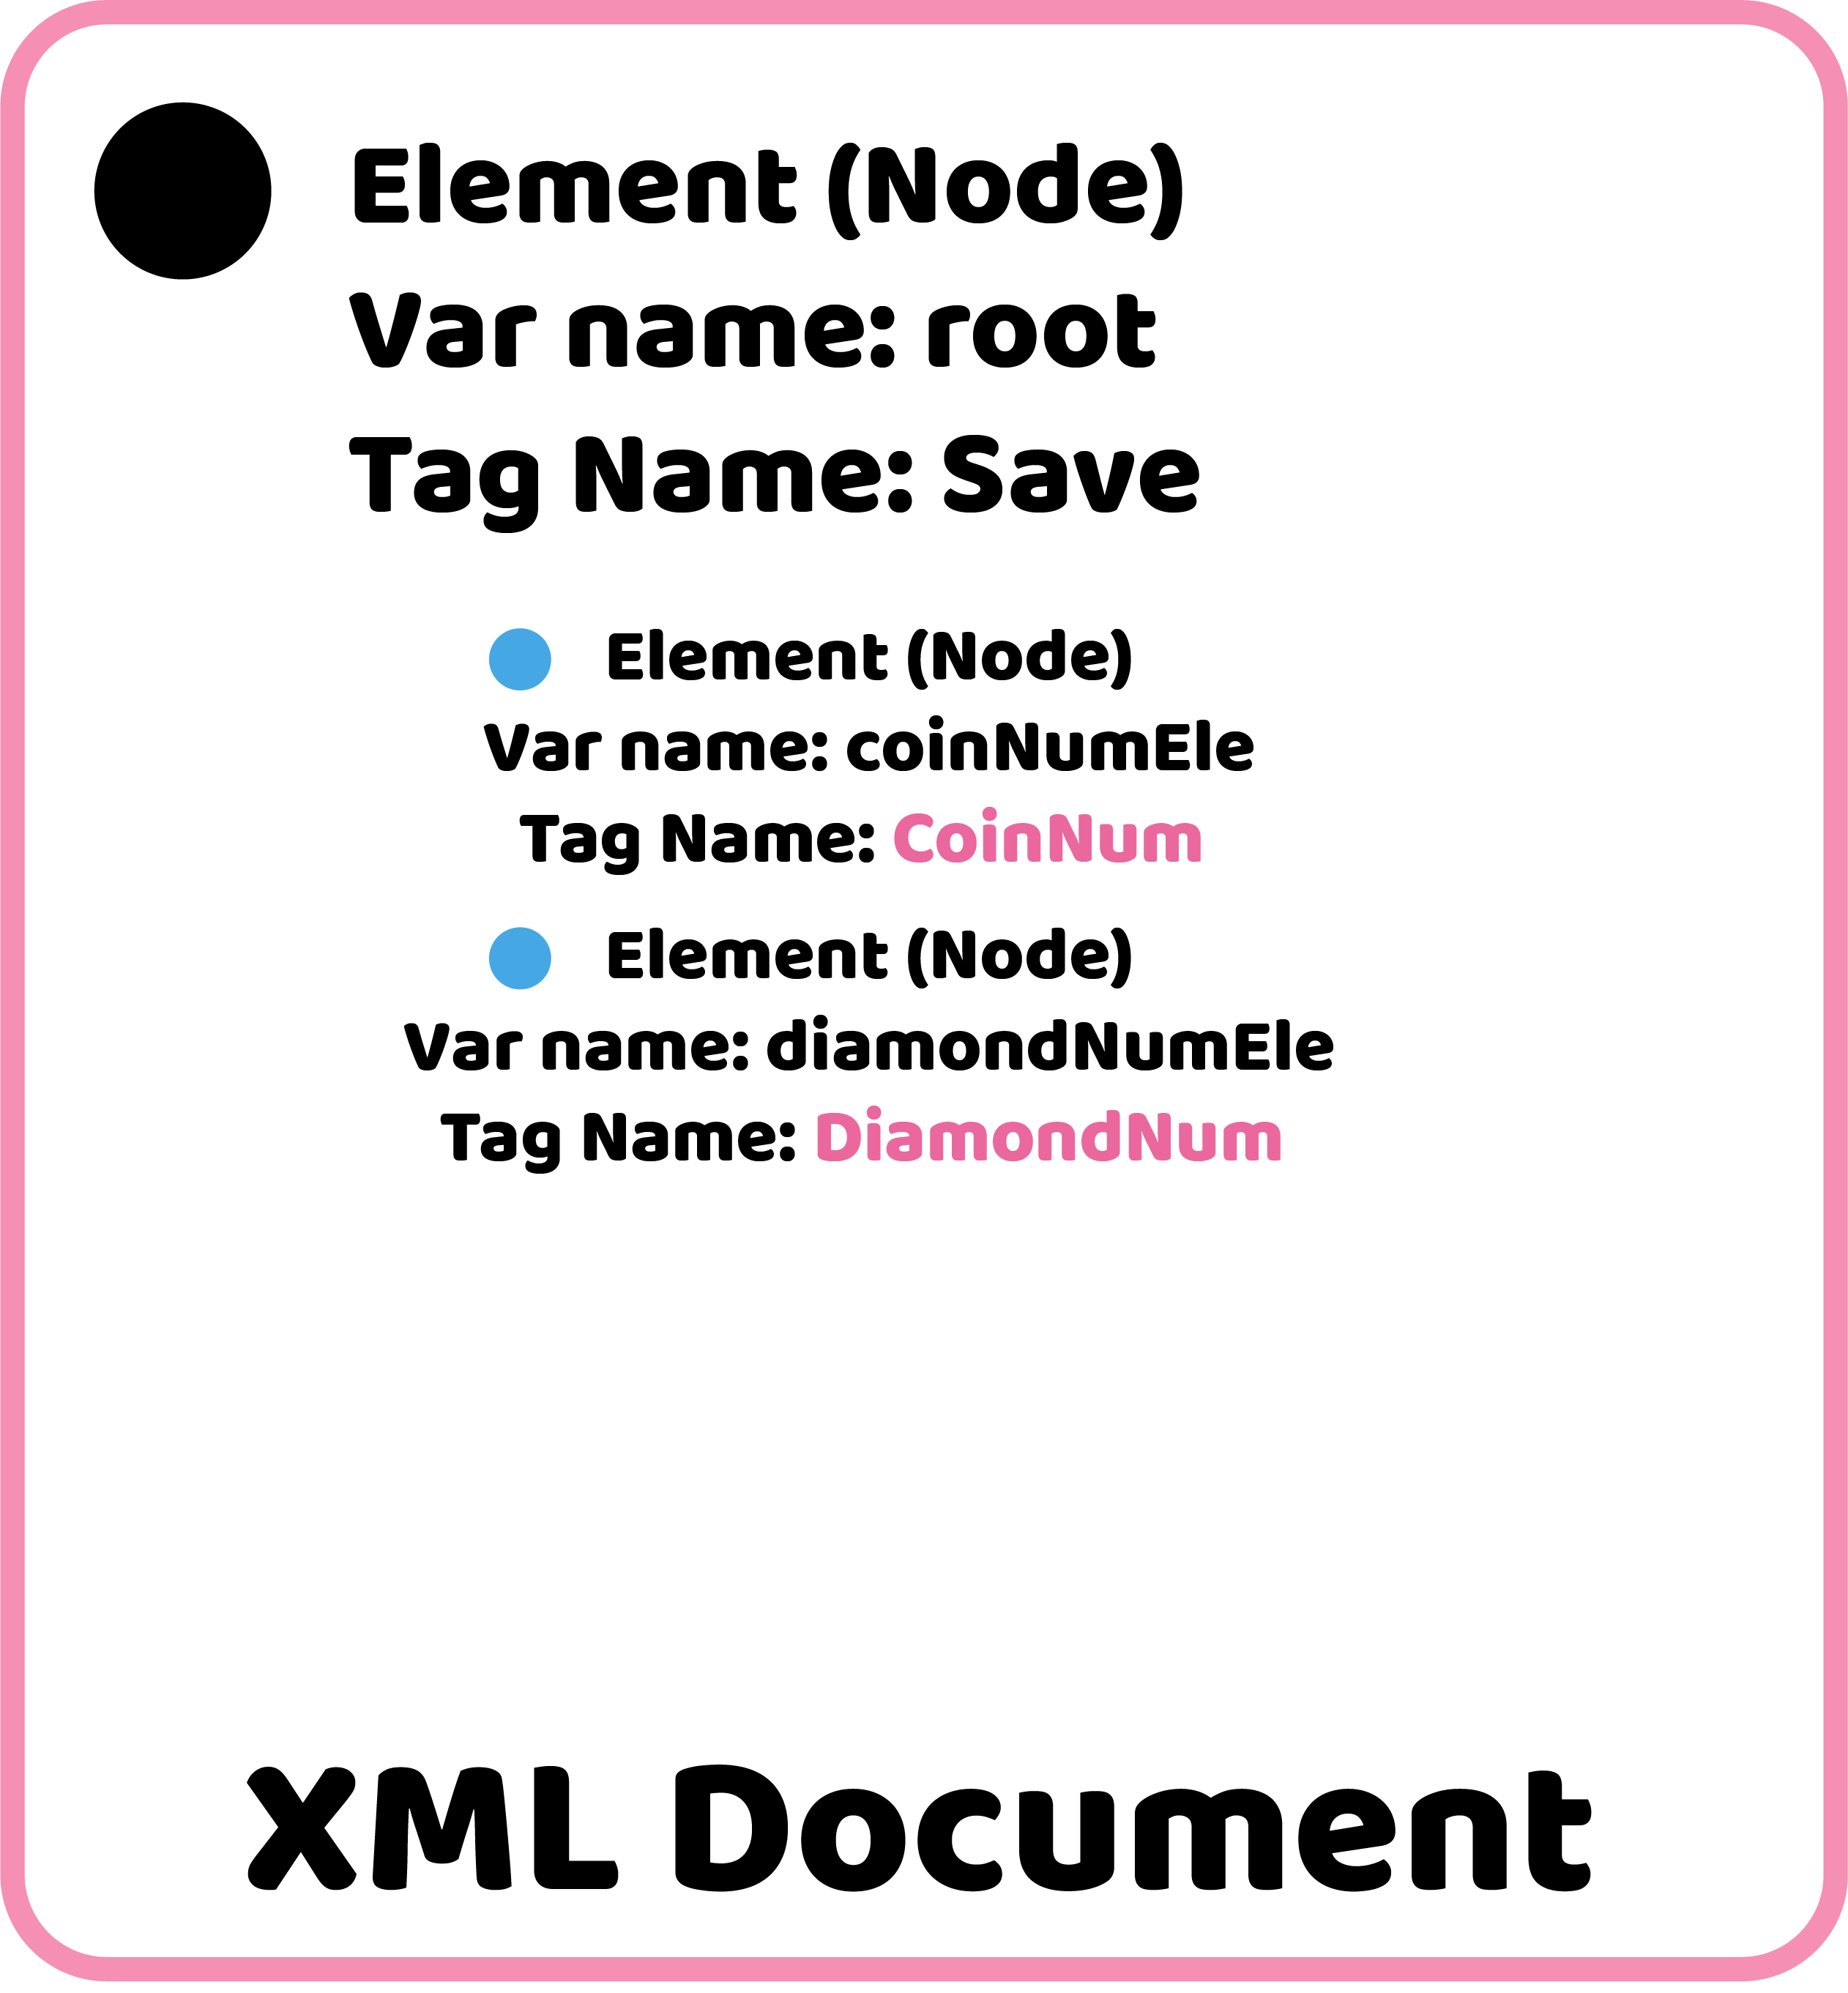 Element (Node)
Var name: root
Tag Name: Save
Element (Node)
Var name: coinNumEle
Tag Name: CoinNum
Element (Node)
Var name: diamondNumElo
Tag Name: DiamondNum
XML Document